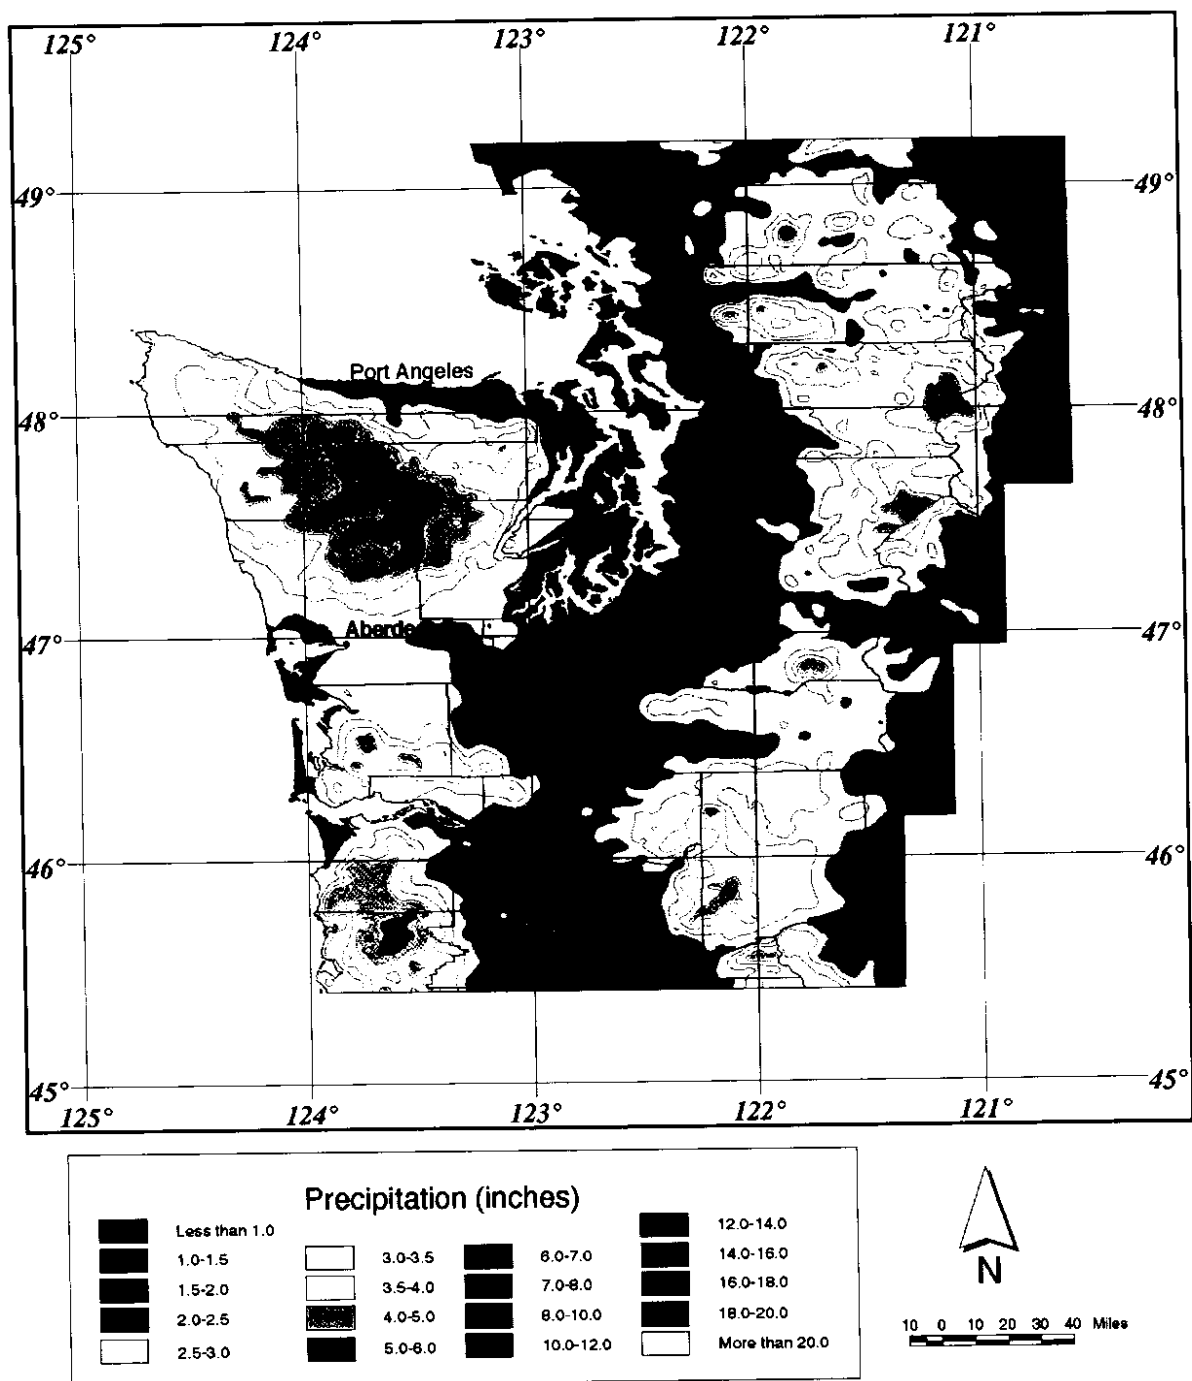 125° 124° 123° 122° 121°
49° 49°
Port Angeles
48° 48°
Aberde
47° 47°
46° 46°
45° 45°
125° 124° 123° 122° 121°
Precipitation (inches)
Less than 1.0
1.0-1.5
1.5-2.0
2.0-2.5
2.5-3.0
3.0-3.5
3.5-4.0
4.0-5.0
5.0-6.0
6.0-7.0
7.0-8.0
8.0-10.0
10.0-12.0
12.0-14.0
14.0-16.0
16.0-18.0
18.0-20.0
More than 20.0
N
10 0 10 20 30 40 Miles